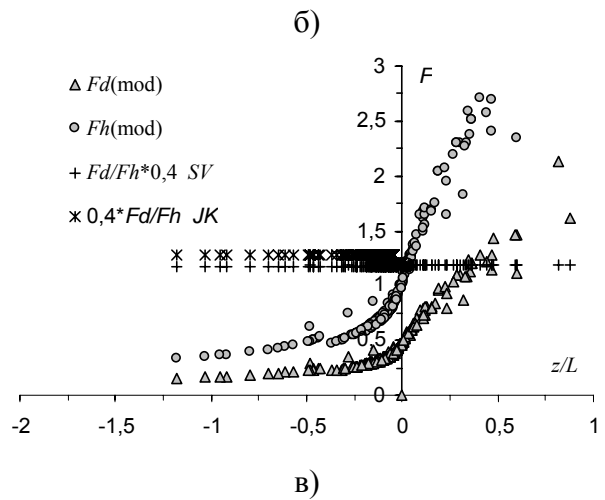 б)
3
F
Fd(mod)
2,5
Fh(mod)
2
Fd/Fh*0,4 SV
0,4*Fd/Fh JK
1,5
1
0,5
z/L
0
-2
-1,5
-1
-0,5
0
0,5
1
в)